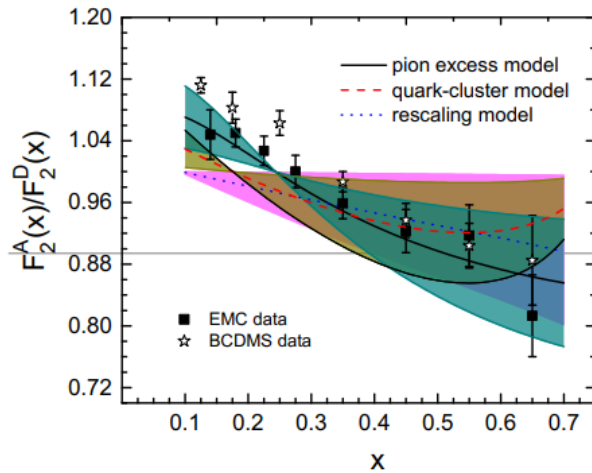 1.20
1.12
1.04
0.96
0.88
0.80
0.72
F₂ᴬ(x)/F₂ᴰ(x)
pion excess model
quark-cluster model
rescaling model
EMC data
BCDMS data
0.1 0.2 0.3 0.4 0.5 0.6 0.7
x